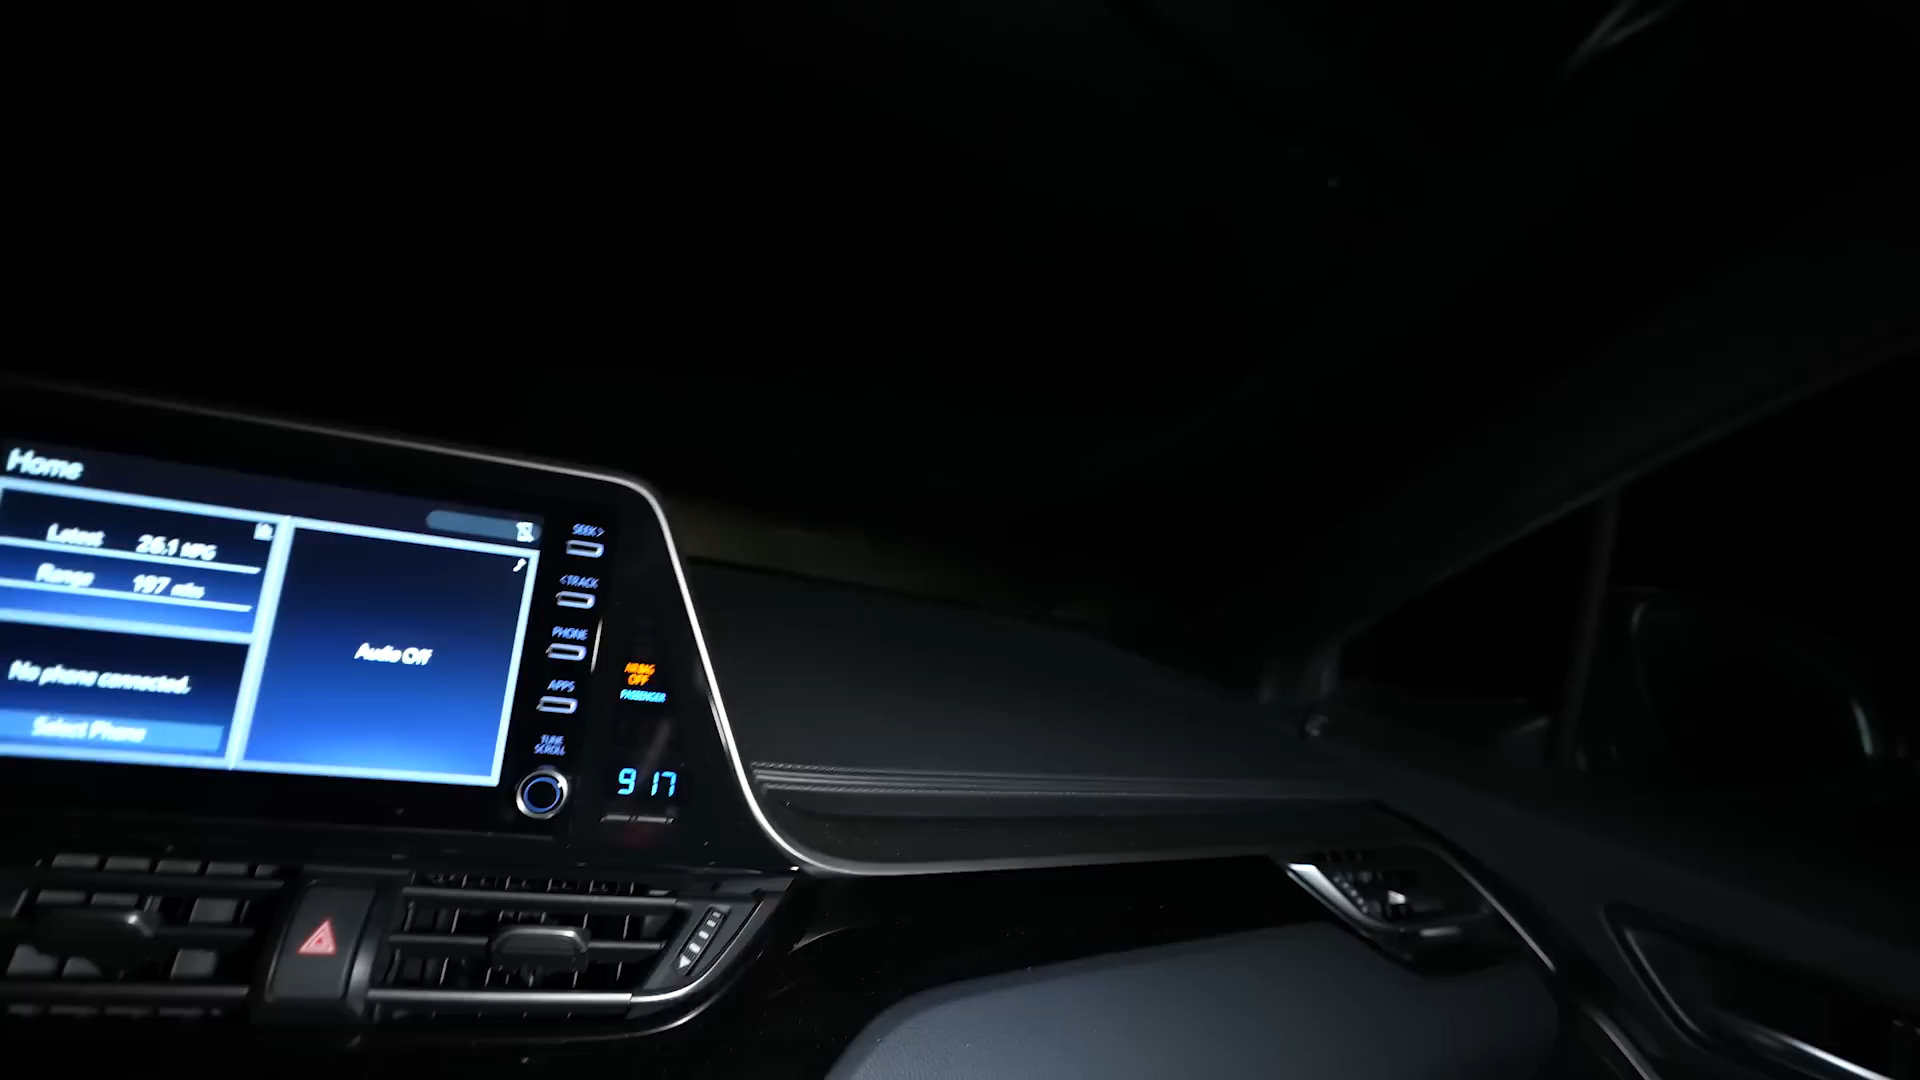 Home
Latest 26.1 MPG
Range 197 miles
No phone connected.
Select Phone
Audio Off
SEEK >
< TRACK
PHONE
APPS
TUNE
SCROLL
AIRBAG
OFF
PASSENGER
9 17